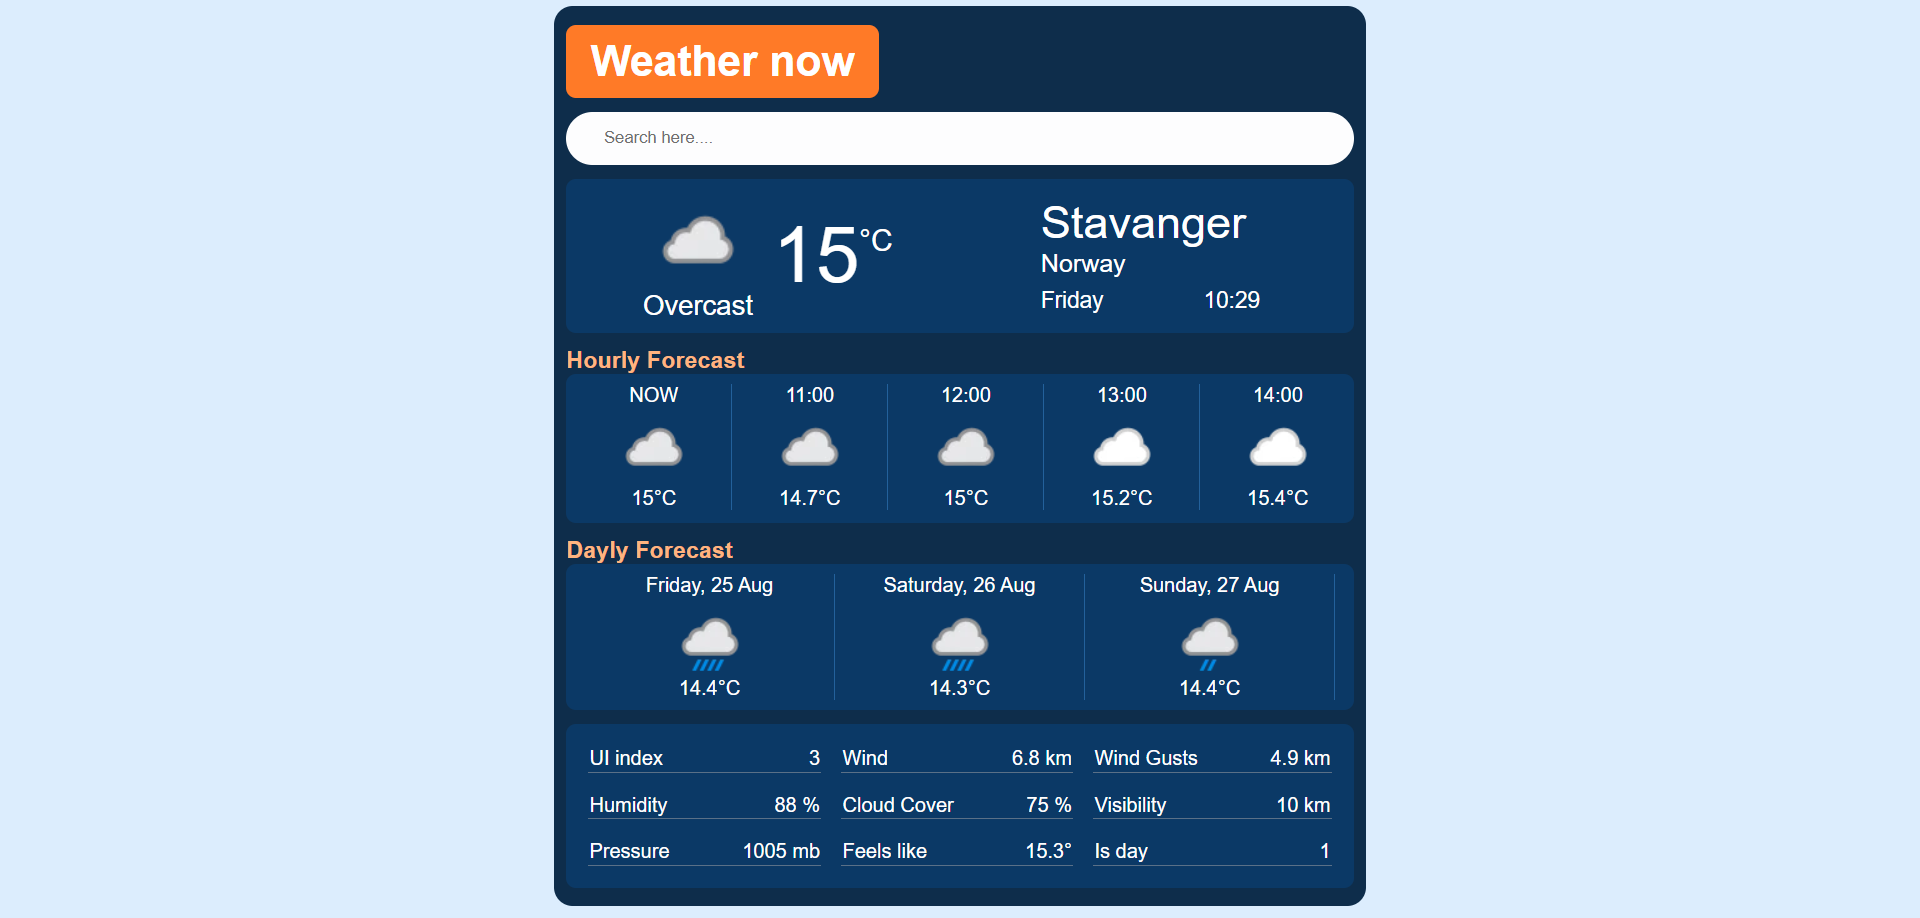 Weather now
Search here....
15°C
Overcast
Stavanger
Norway
Friday 10:29
Hourly Forecast
NOW 11:00 12:00 13:00 14:00
15°C 14.7°C 15°C 15.2°C 15.4°C
Dayly Forecast
Friday, 25 Aug Saturday, 26 Aug Sunday, 27 Aug
14.4°C 14.3°C 14.4°C
UI index 3 Wind 6.8 km Wind Gusts 4.9 km
Humidity 88 % Cloud Cover 75 % Visibility 10 km
Pressure 1005 mb Feels like 15.3° Is day 1